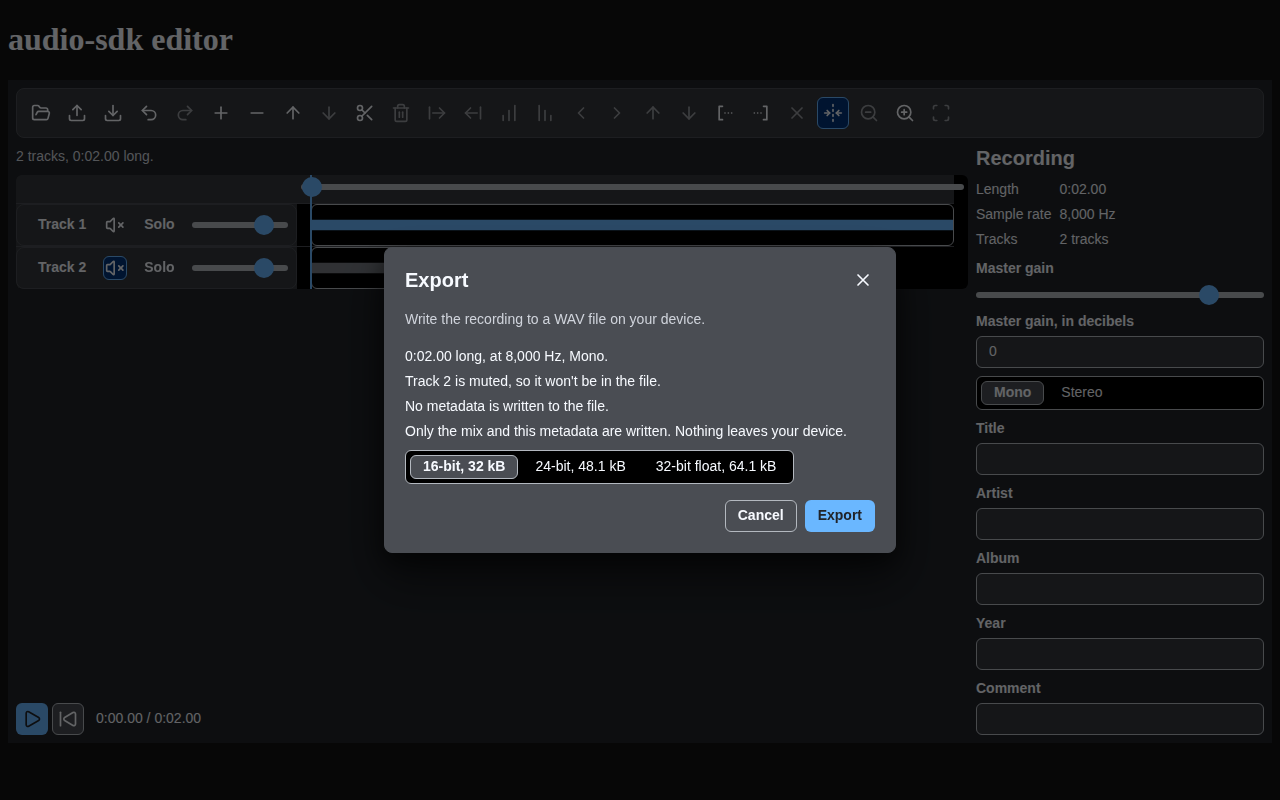 audio-sdk editor
2 tracks, 0:02.00 long.
Track 1 Solo
Track 2 Solo
Export
Write the recording to a WAV file on your device.
0:02.00 long, at 8,000 Hz, Mono.
Track 2 is muted, so it won't be in the file.
No metadata is written to the file.
Only the mix and this metadata are written. Nothing leaves your device.
16-bit, 32 kB 24-bit, 48.1 kB 32-bit float, 64.1 kB
Cancel Export
Recording
Length 0:02.00
Sample rate 8,000 Hz
Tracks 2 tracks
Master gain
Master gain, in decibels
0
Mono Stereo
Title
Artist
Album
Year
Comment
0:00.00 / 0:02.00